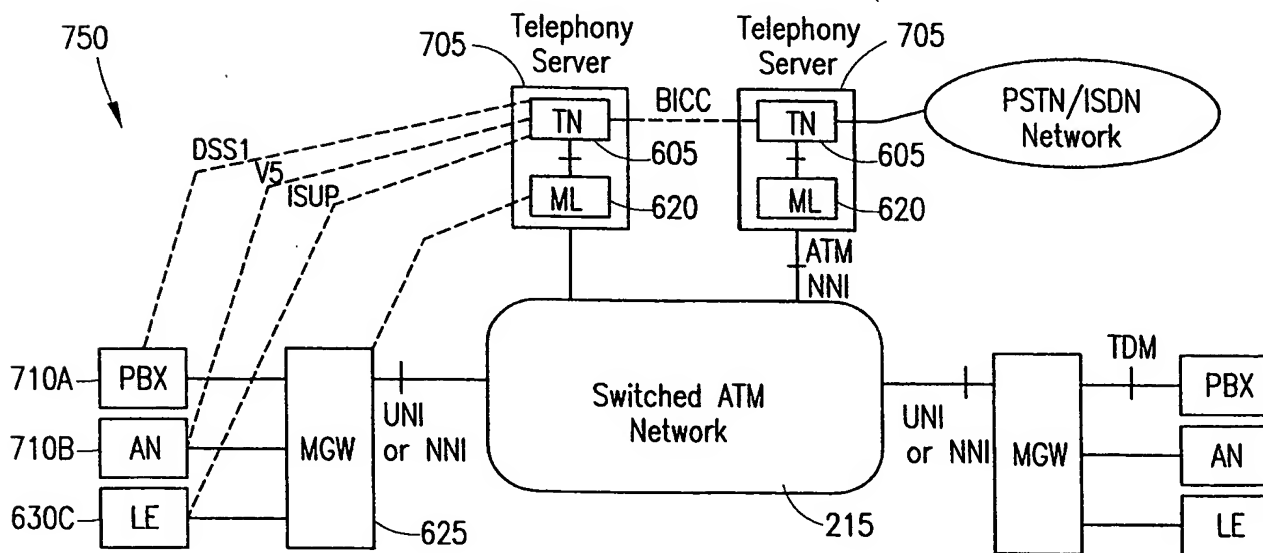 750
705
Telephony
Server
Telephony
Server
705
BICC
TN
TN
PSTN/ISDN
Network
DSS1
V5
ISUP
605
605
ML
620
ML
620
ATM
NNI
710A
PBX
710B
AN
630C
LE
MGW
625
UNI
or NNI
Switched ATM
Network
215
UNI
or NNI
MGW
TDM
PBX
AN
LE